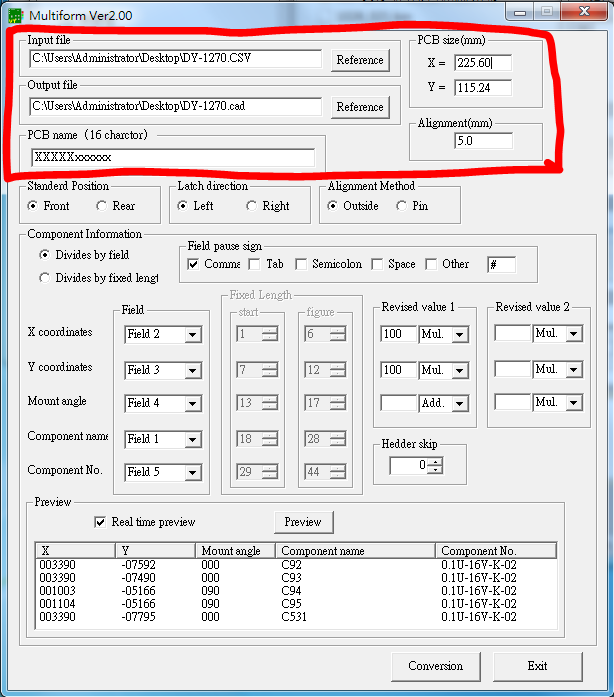 Multiform Ver2.00
Input file
C:\Users\Administrator\Desktop\DY-1270.CSV
Reference
Output file
C:\Users\Administrator\Desktop\DY-1270.cad
Reference
PCB name (16 charctor)
XXXXXxxxxxx
PCB size(mm)
X = 225.60
Y = 115.24
Alignment(mm)
5.0
Standerd Position
Front Rear
Latch direction
Left Right
Alignment Method
Outside Pin
Component Information
Divides by field
Divides by fixed lengt
Field pause sign
Comma Tab Semicolon Space Other #
Field
Fixed Length
start figure
Revised value 1
Revised value 2
X coordinates Field 2 1 6 100 Mul. Mul.
Y coordinates Field 3 7 12 100 Mul. Mul.
Mount angle Field 4 13 17 Add. Mul.
Component name Field 1 18 28
Component No. Field 5 29 44
Hedder skip
0
Preview
Real time preview Preview
X Y Mount angle Component name Component No.
003390 -07592 000 C92 0.1U-16V-K-02
003390 -07490 000 C93 0.1U-16V-K-02
001003 -05166 090 C94 0.1U-16V-K-02
001104 -05166 090 C95 0.1U-16V-K-02
003390 -07795 000 C531 0.1U-16V-K-02
Conversion Exit